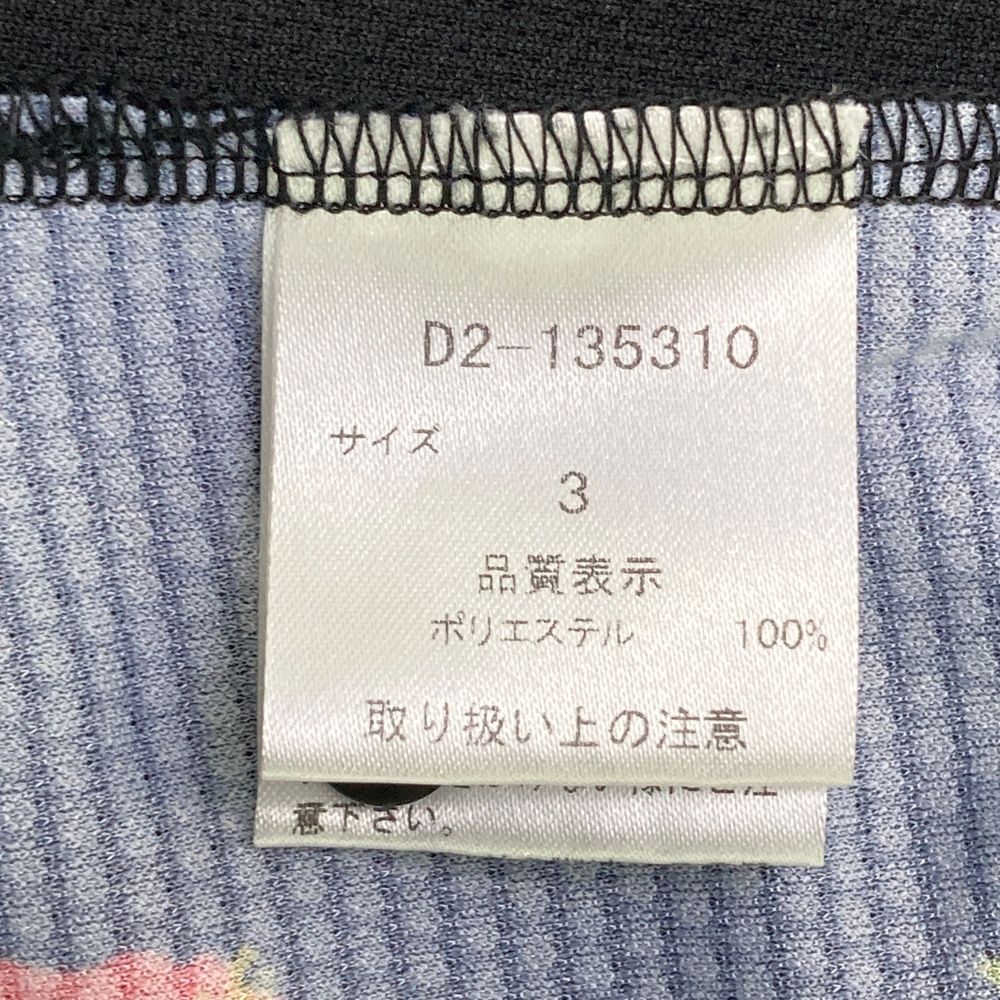 D2-135310
サイズ
3
品質表示
ポリエステル 100%
取り扱い上の注意
意下さい。